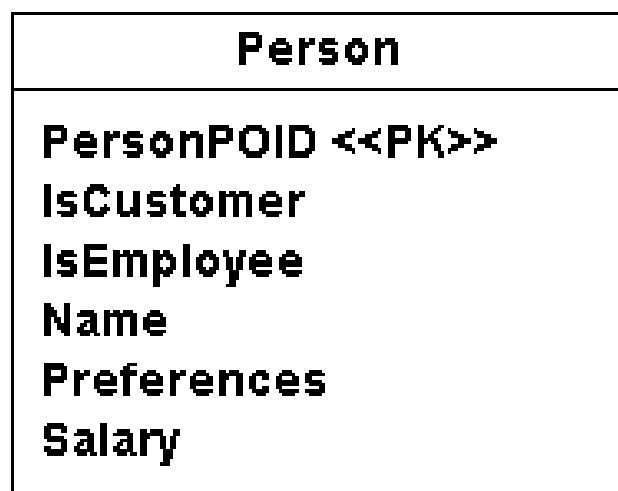 Person
PersonPOID <<PK>>
IsCustomer
IsEmployee
Name
Preferences
Salary